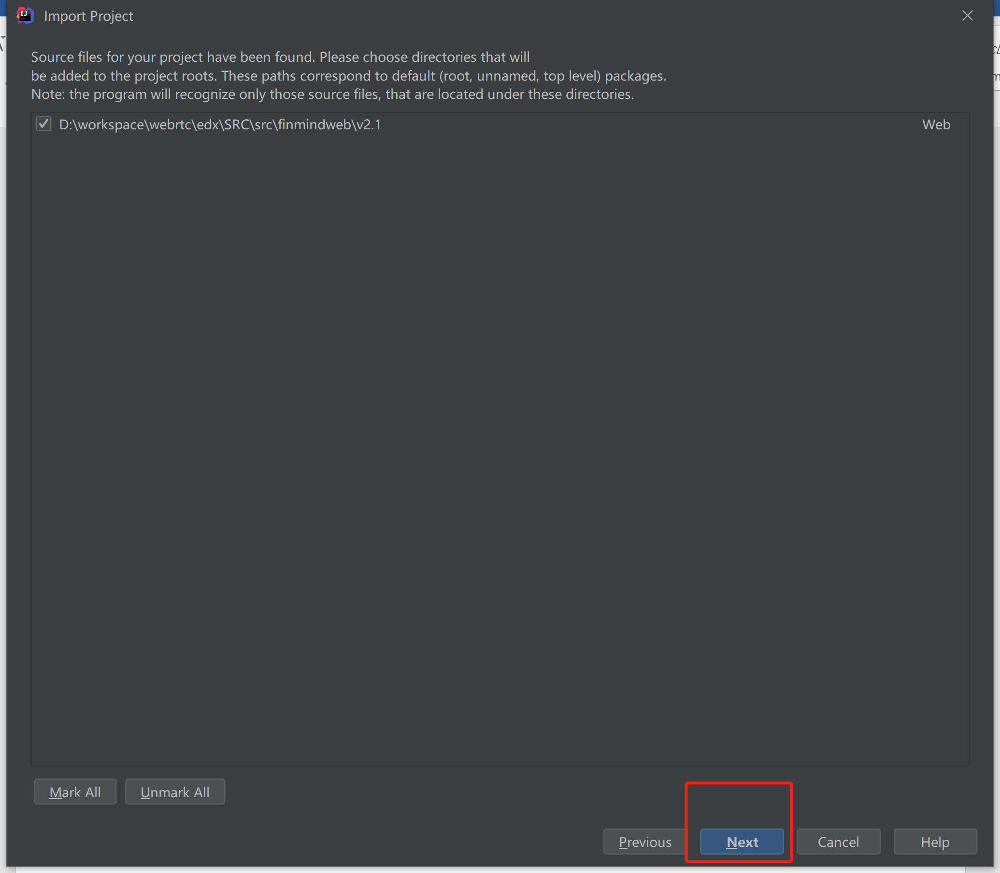 Import Project
Source files for your project have been found. Please choose directories that will
be added to the project roots. These paths correspond to default (root, unnamed, top level) packages.
Note: the program will recognize only those source files, that are located under these directories.
D:\workspace\webrtc\edx\SRC\src\finmindweb\v2.1 Web
Mark All Unmark All
Previous Next Cancel Help